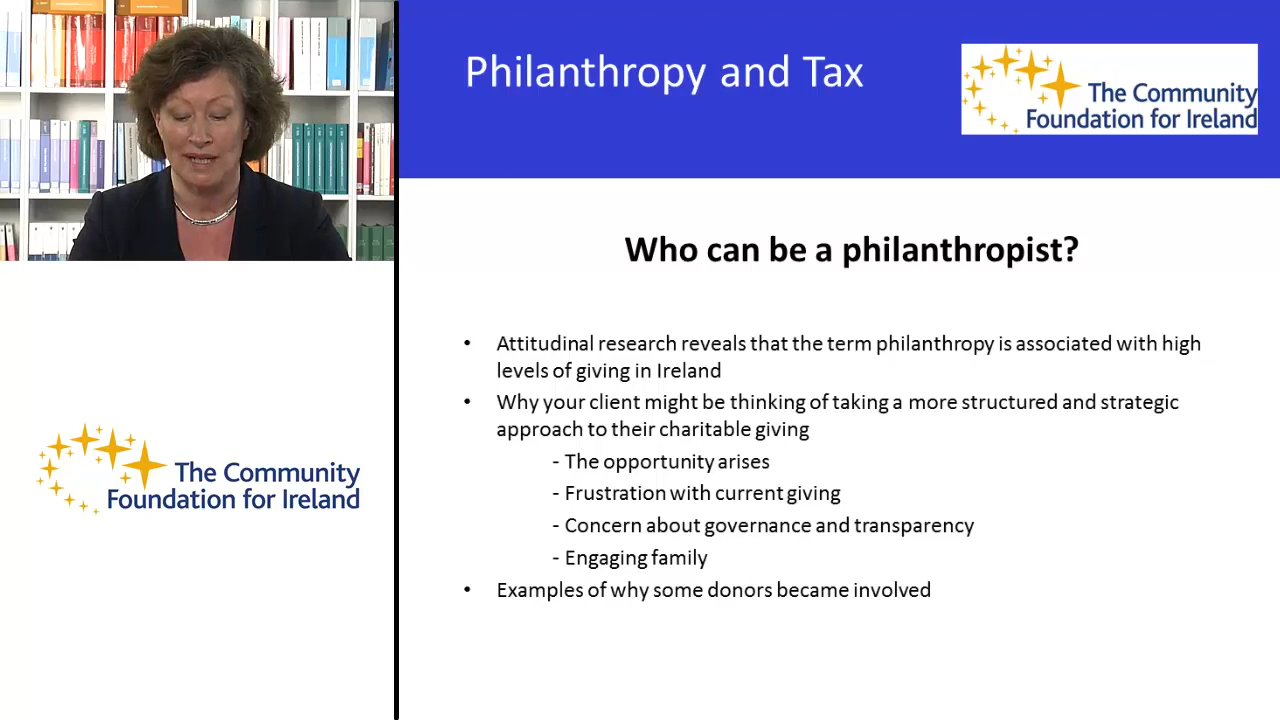 Philanthropy and Tax
The Community
Foundation for Ireland
Who can be a philanthropist?
• Attitudinal research reveals that the term philanthropy is associated with high
levels of giving in Ireland
• Why your client might be thinking of taking a more structured and strategic
approach to their charitable giving
- The opportunity arises
- Frustration with current giving
- Concern about governance and transparency
- Engaging family
• Examples of why some donors became involved
The Community
Foundation for Ireland